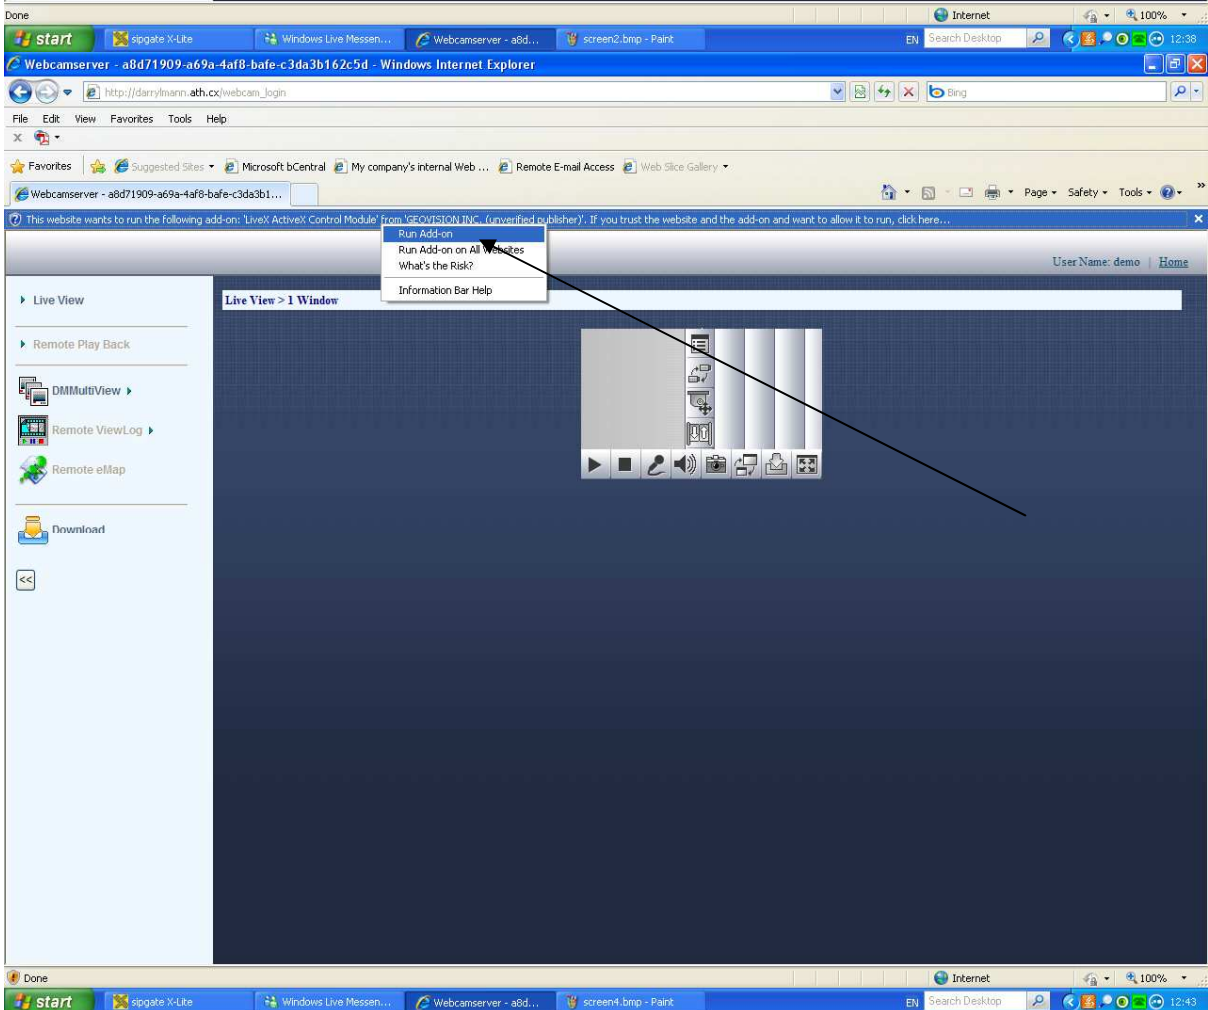 Done
Internet
100%
start
sipgate X-Lite
Windows Live Messen...
Webcamserver - a8d...
screen2.bmp - Paint
EN
Search Desktop
12:38
Webcamserver - a8d71909-a69a-4af8-bafe-c3da3b162c5d - Windows Internet Explorer
http://darrylmann.ath.cx/webcam_login
Bing
File Edit View Favorites Tools Help
x
Favorites
Suggested Sites
Microsoft bCentral
My company's internal Web ...
Remote E-mail Access
Web Slice Gallery
Webcamserver - a8d71909-a69a-4af8-bafe-c3da3b1...
Page
Safety
Tools
»
This website wants to run the following add-on: 'LiveX ActiveX Control Module' from 'GEOVISION INC. (unverified publisher)'. If you trust the website and the add-on and want to allow it to run, click here...
x
Run Add-on
Run Add-on on All Websites
What's the Risk?
Information Bar Help
User Name: demo | Home
Live View
Live View > 1 Window
Remote Play Back
DMMultiView
Remote ViewLog
Remote eMap
Download
<<
Done
Internet
100%
start
sipgate X-Lite
Windows Live Messen...
Webcamserver - a8d...
screen4.bmp - Paint
EN
Search Desktop
12:43